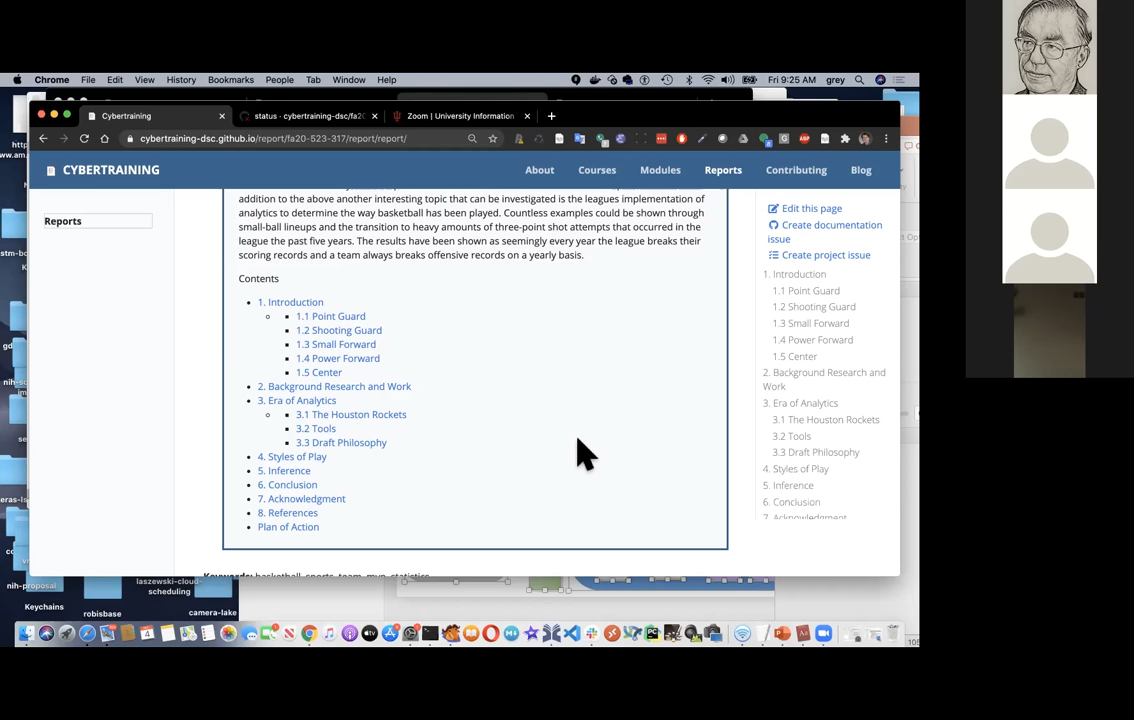 Chrome File Edit View History Bookmarks People Tab Window Help Fri 9:25 AM grey
Cybertraining
status · cybertraining-dsc/fa20
Zoom | University Information
cybertraining-dsc.github.io/report/fa20-523-317/report/report/
CYBERTRAINING
About Courses Modules Reports Contributing Blog
Reports
addition to the above another interesting topic that can be investigated is the leagues implementation of
analytics to determine the way basketball has been played. Countless examples could be shown through
small-ball lineups and the transition to heavy amounts of three-point shot attempts that occurred in the
league the past five years. The results have been shown as seemingly every year the league breaks their
scoring records and a team always breaks offensive records on a yearly basis.
Contents
1. Introduction
1.1 Point Guard
1.2 Shooting Guard
1.3 Small Forward
1.4 Power Forward
1.5 Center
2. Background Research and Work
3. Era of Analytics
3.1 The Houston Rockets
3.2 Tools
3.3 Draft Philosophy
4. Styles of Play
5. Inference
6. Conclusion
7. Acknowledgment
8. References
Plan of Action
Keywords: basketball, sports, team, mvp, statistics
Edit this page
Create documentation
issue
Create project issue
1. Introduction
1.1 Point Guard
1.2 Shooting Guard
1.3 Small Forward
1.4 Power Forward
1.5 Center
2. Background Research and
Work
3. Era of Analytics
3.1 The Houston Rockets
3.2 Tools
3.3 Draft Philosophy
4. Styles of Play
5. Inference
6. Conclusion
7. Acknowledgment
nih-proposal
laszewski-cloud-
scheduling
Keychains
robisbase
camera-lake